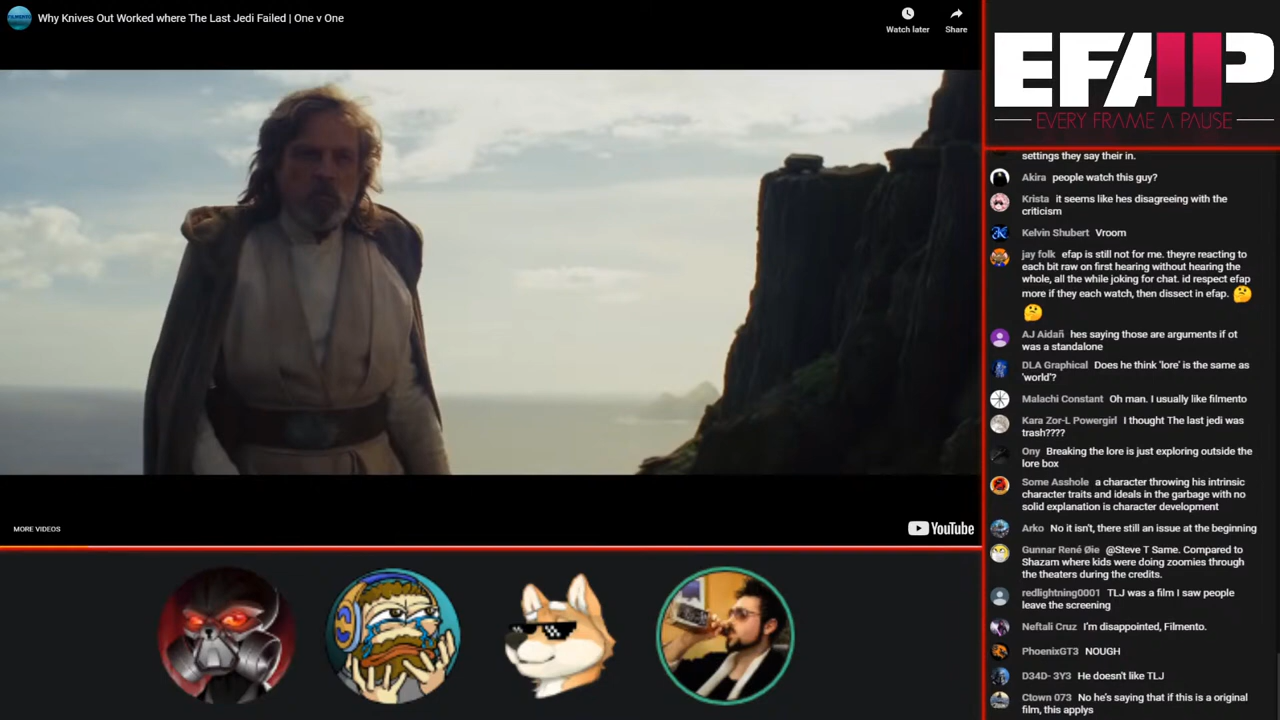 Why Knives Out Worked where The Last Jedi Failed | One v One
Watch later
Share
MORE VIDEOS
YouTube
EFAP
EVERY FRAME A PAUSE
settings they say their in.
Akira people watch this guy?
Krista it seems like hes disagreeing with the
criticism
Kelvin Shubert Vroom
jay folk efap is still not for me. theyre reacting to
each bit raw on first hearing without hearing the
whole, all the while joking for chat. id respect efap
more if they each watch, then dissect in efap.
AJ Aidañ hes saying those are arguments if ot
was a standalone
DLA Graphical Does he think 'lore' is the same as
'world'?
Malachi Constant Oh man. I usually like filmento
Kara Zor-L Powergirl I thought The last jedi was
trash????
Ony Breaking the lore is just exploring outside the
lore box
Some Asshole a character throwing his intrinsic
character traits and ideals in the garbage with no
solid explanation is character development
Arko No it isn't, there still an issue at the beginning
Gunnar René Øie @Steve T Same. Compared to
Shazam where kids were doing zoomies through
the theaters during the credits.
redlightning0001 TLJ was a film I saw people
leave the screening
Neftali Cruz I'm disappointed, Filmento.
PhoenixGT3 NOUGH
D34D- 3Y3 He doesn't like TLJ
Ctown 073 No he's saying that if this is a original
film, this applys